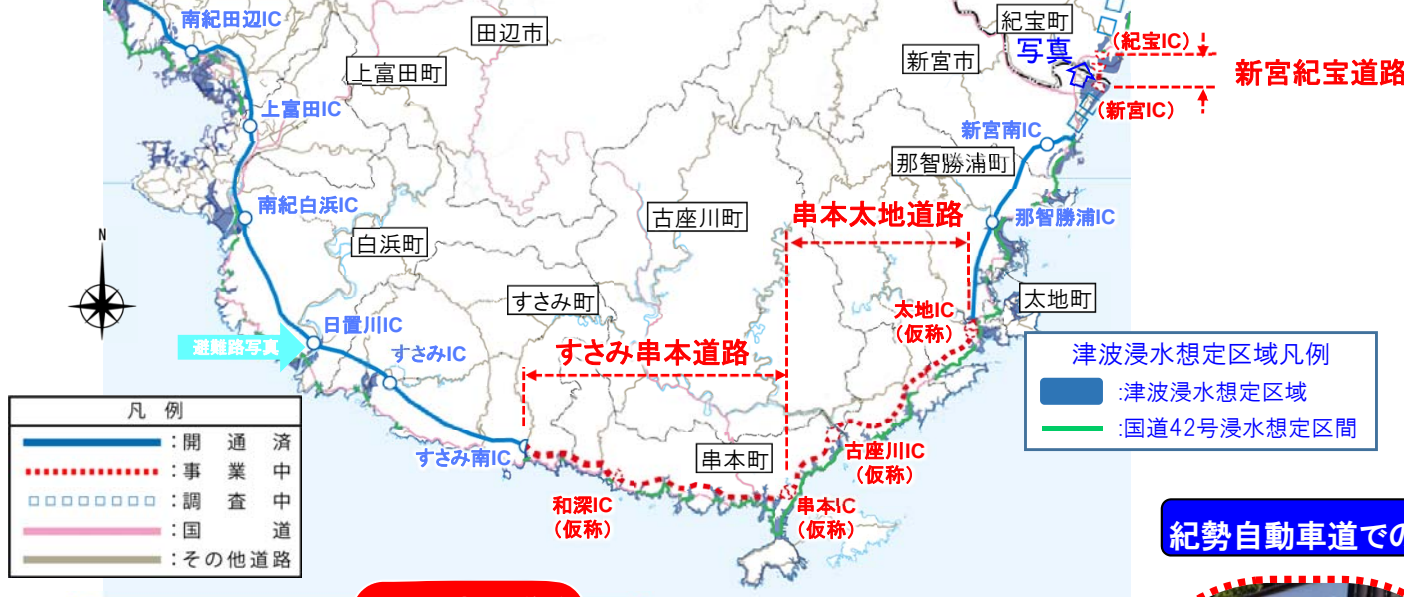 南紀田辺IC
田辺市
紀宝町
写真
(紀宝IC)
新宮市
上富田町
新宮紀宝道路
(新宮IC)
上富田IC
新宮南IC
那智勝浦町
南紀白浜IC
古座川町
串本太地道路
那智勝浦IC
N
白浜町
すさみ町
太地IC
(仮称)
太地町
日置川IC
避難路写真
すさみIC
すさみ串本道路
津波浸水想定区域凡例
:津波浸水想定区域
:国道42号浸水想定区間
凡 例
:開 通 済
:事 業 中
:調 査 中
:国 道
:その他道路
すさみ南IC
串本町
古座川IC
(仮称)
和深IC
(仮称)
串本IC
(仮称)
紀勢自動車道での